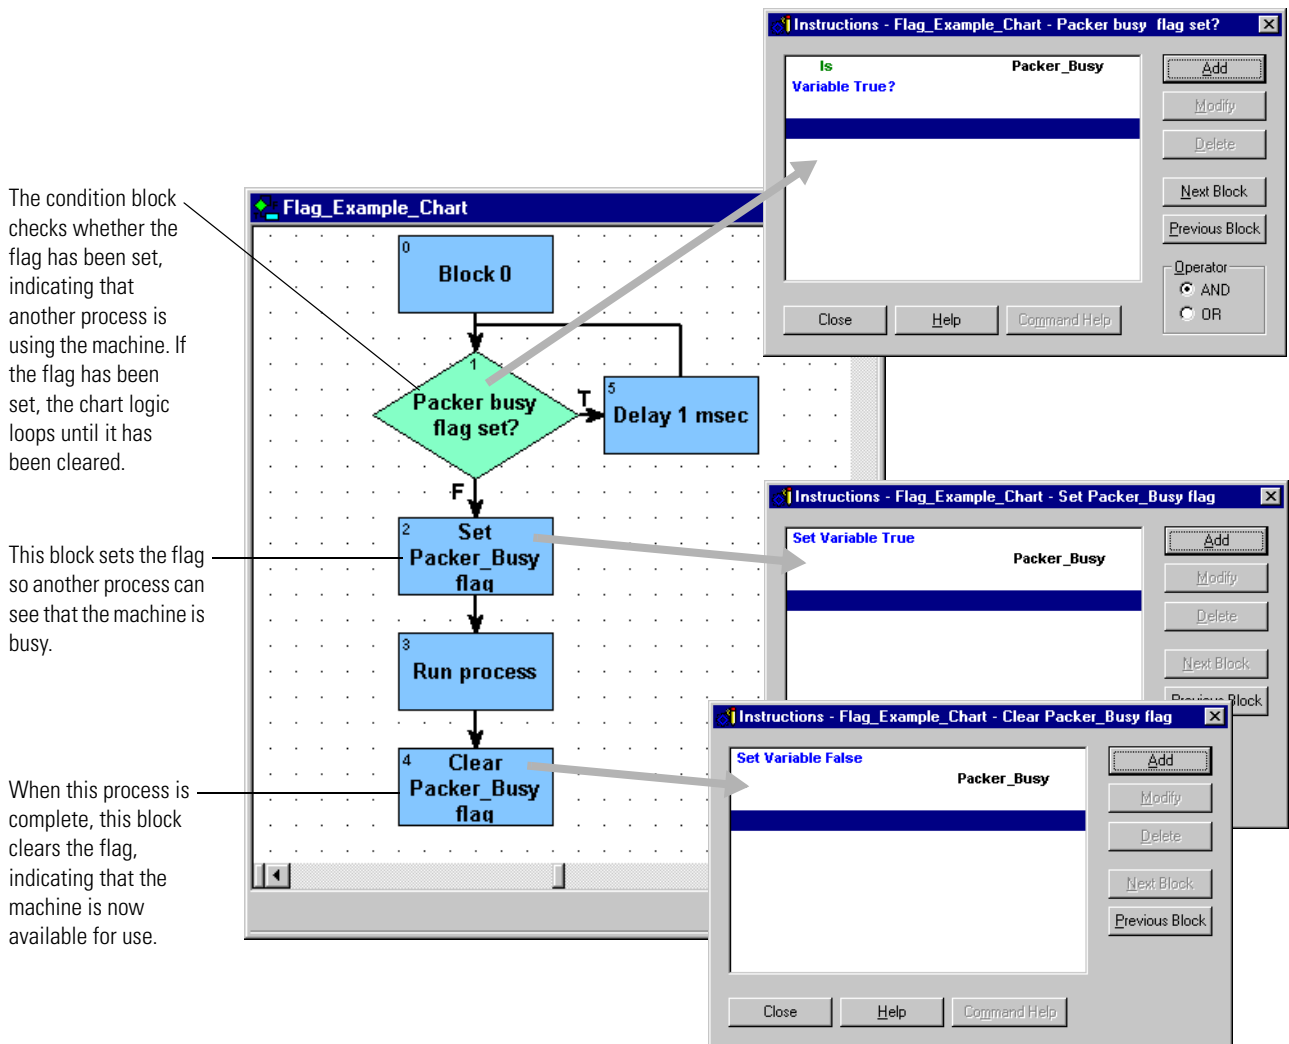 The condition block
checks whether the
flag has been set,
indicating that
another process is
using the machine. If
the flag has been
set, the chart logic
loops until it has
been cleared.
This block sets the flag
so another process can
see that the machine is
busy.
When this process is
complete, this block
clears the flag,
indicating that the
machine is now
available for use.
Flag_Example_Chart
0
Block 0
1
Packer busy
flag set?
T
5
Delay 1 msec
F
2
Set
Packer_Busy
flag
3
Run process
4
Clear
Packer_Busy
flag
Instructions - Flag_Example_Chart - Packer busy flag set?
Is Packer_Busy
Variable True?
Add
Modify
Delete
Next Block
Previous Block
Operator
AND
OR
Close Help Command Help
Instructions - Flag_Example_Chart - Set Packer_Busy flag
Set Variable True
Packer_Busy
Add
Modify
Delete
Next Block
Previous Block
Instructions - Flag_Example_Chart - Clear Packer_Busy flag
Set Variable False
Packer_Busy
Add
Modify
Delete
Next Block
Previous Block
Close Help Command Help